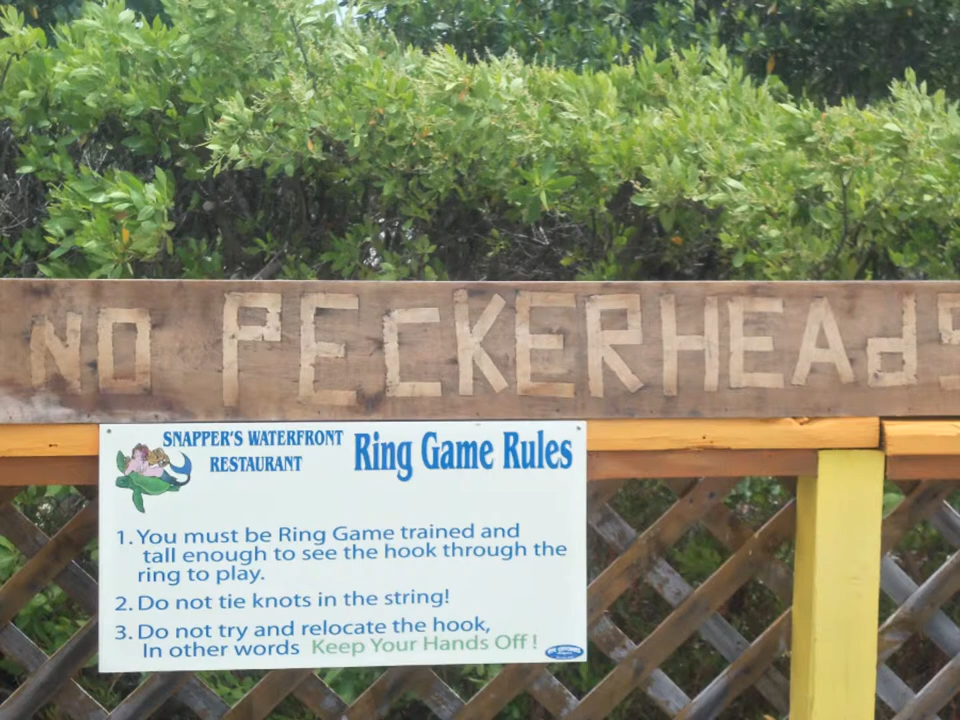 NO PECKERHEAdS
SNAPPER'S WATERFRONT
RESTAURANT
Ring Game Rules
1. You must be Ring Game trained and
tall enough to see the hook through the
ring to play.
2. Do not tie knots in the string!
3. Do not try and relocate the hook,
In other words Keep Your Hands Off !